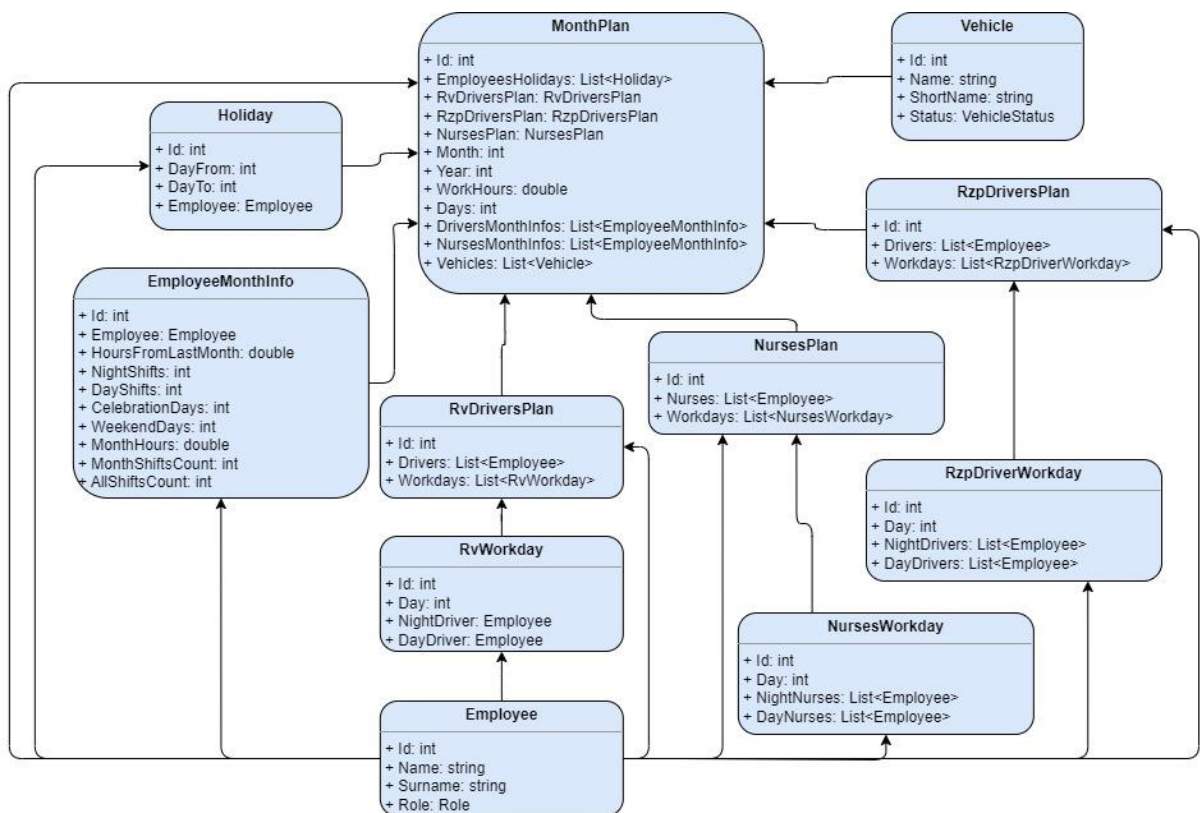 MonthPlan
+ Id: int
+ EmployeesHolidays: List<Holiday>
+ RvDriversPlan: RvDriversPlan
+ RzpDriversPlan: RzpDriversPlan
+ NursesPlan: NursesPlan
+ Month: int
+ Year: int
+ WorkHours: double
+ Days: int
+ DriversMonthInfos: List<EmployeeMonthInfo>
+ NursesMonthInfos: List<EmployeeMonthInfo>
+ Vehicles: List<Vehicle>
Vehicle
+ Id: int
+ Name: string
+ ShortName: string
+ Status: VehicleStatus
Holiday
+ Id: int
+ DayFrom: int
+ DayTo: int
+ Employee: Employee
RzpDriversPlan
+ Id: int
+ Drivers: List<Employee>
+ Workdays: List<RzpDriverWorkday>
EmployeeMonthInfo
+ Id: int
+ Employee: Employee
+ HoursFromLastMonth: double
+ NightShifts: int
+ DayShifts: int
+ CelebrationDays: int
+ WeekendDays: int
+ MonthHours: double
+ MonthShiftsCount: int
+ AllShiftsCount: int
NursesPlan
+ Id: int
+ Nurses: List<Employee>
+ Workdays: List<NursesWorkday>
RvDriversPlan
+ Id: int
+ Drivers: List<Employee>
+ Workdays: List<RvWorkday>
RzpDriverWorkday
+ Id: int
+ Day: int
+ NightDrivers: List<Employee>
+ DayDrivers: List<Employee>
RvWorkday
+ Id: int
+ Day: int
+ NightDriver: Employee
+ DayDriver: Employee
NursesWorkday
+ Id: int
+ Day: int
+ NightNurses: List<Employee>
+ DayNurses: List<Employee>
Employee
+ Id: int
+ Name: string
+ Surname: string
+ Role: Role